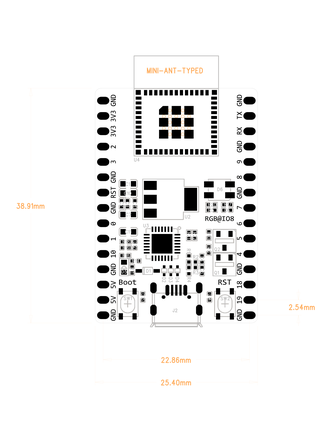 MINI-ANT-TYPED
GND
3V3
3V3
2
3
GND
RST
GND
0
1
10
GND
5V
5V
GND
GND
TX
RX
GND
9
8
GND
7
6
5
4
GND
18
19
GND
RGB@IO8
Boot
RST
38.91mm
2.54mm
22.86mm
25.40mm